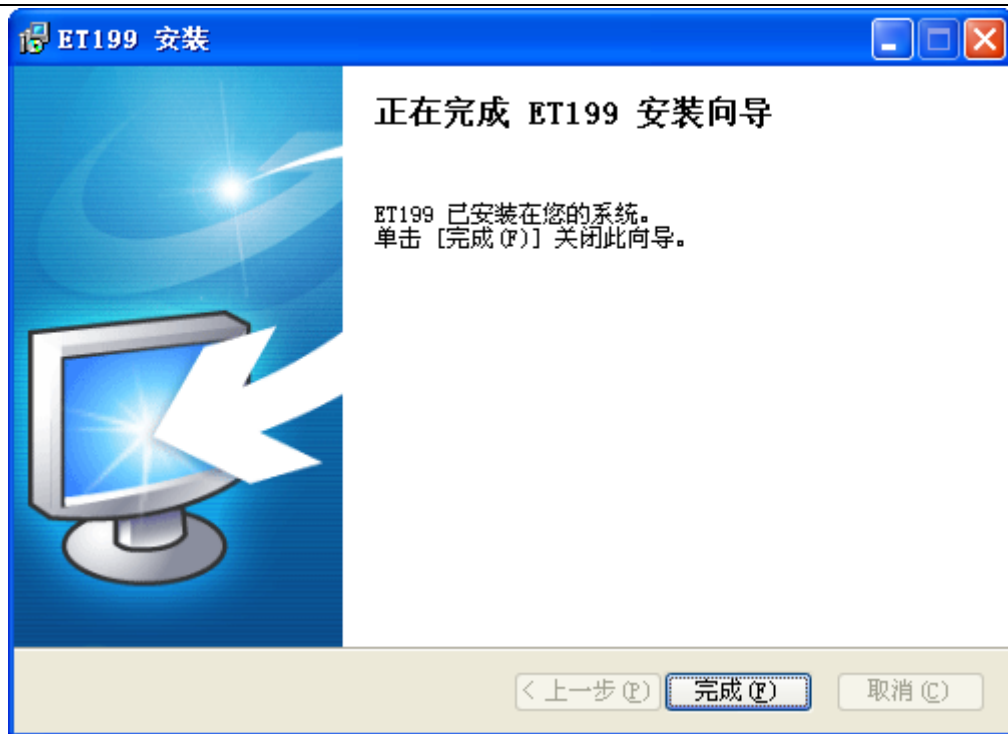 ET199 安装
正在完成 ET199 安装向导
ET199 已安装在您的系统。
单击 [完成(F)] 关闭此向导。
< 上一步(P) 完成(F) 取消(C)